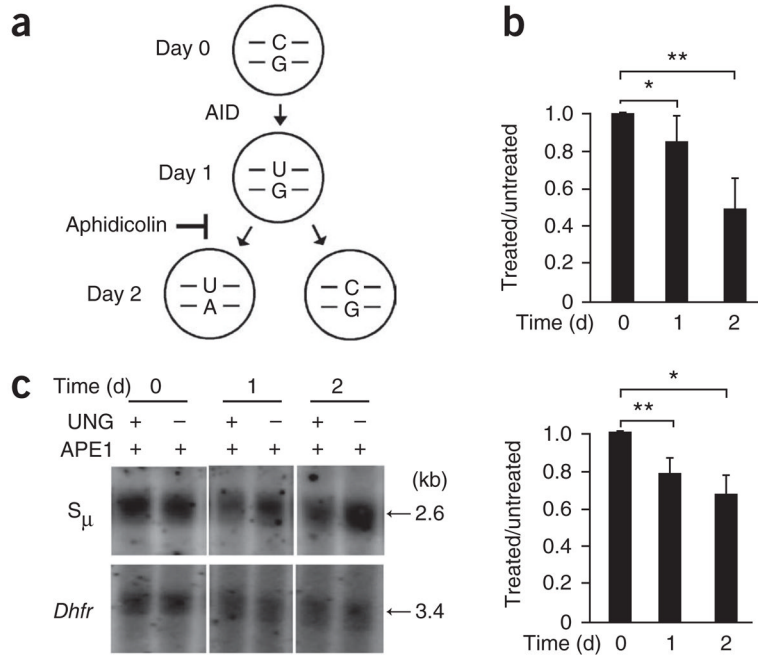 a
Day 0
C
G
AID
Day 1
U
G
Aphidicolin
Day 2
U
A
C
G
b
**
*
Treated/untreated
1.0
0.8
0.6
0.4
0.2
0
Time (d) 0 1 2
c
Time (d) 0 1 2
UNG + − + − + −
APE1 + + + + + +
(kb)
Sμ
2.6
Dhfr
3.4
*
**
Treated/untreated
1.0
0.8
0.6
0.4
0.2
0
Time (d) 0 1 2